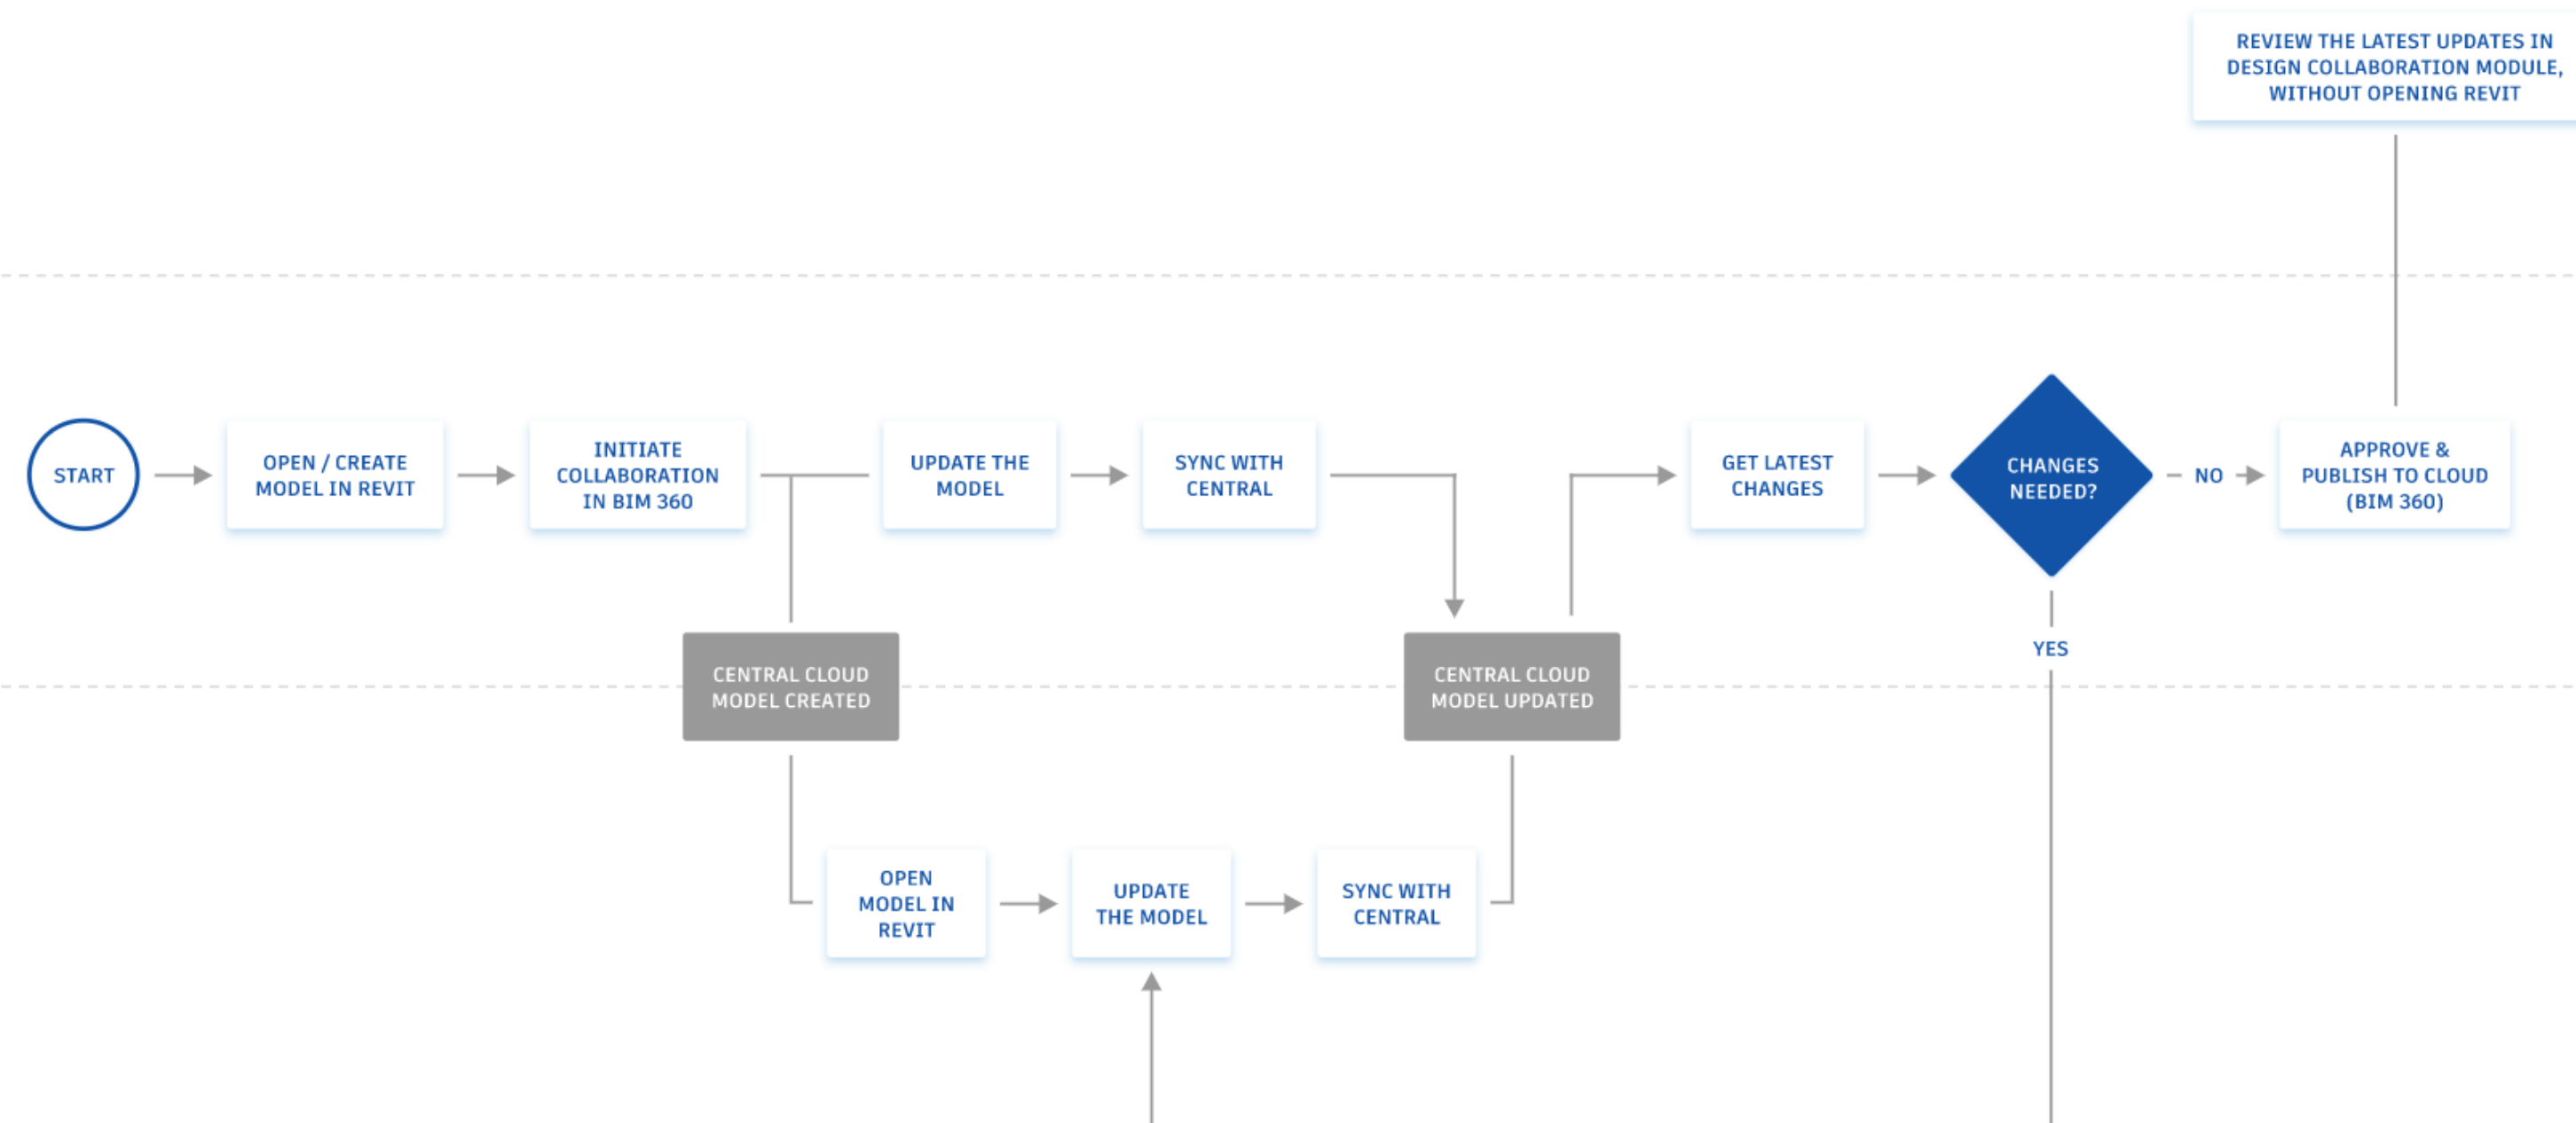 REVIEW THE LATEST UPDATES IN
DESIGN COLLABORATION MODULE,
WITHOUT OPENING REVIT
START
OPEN / CREATE
MODEL IN REVIT
INITIATE
COLLABORATION
IN BIM 360
UPDATE THE
MODEL
SYNC WITH
CENTRAL
GET LATEST
CHANGES
CHANGES
NEEDED?
NO
APPROVE &
PUBLISH TO CLOUD
(BIM 360)
YES
CENTRAL CLOUD
MODEL CREATED
CENTRAL CLOUD
MODEL UPDATED
OPEN
MODEL IN
REVIT
UPDATE
THE MODEL
SYNC WITH
CENTRAL